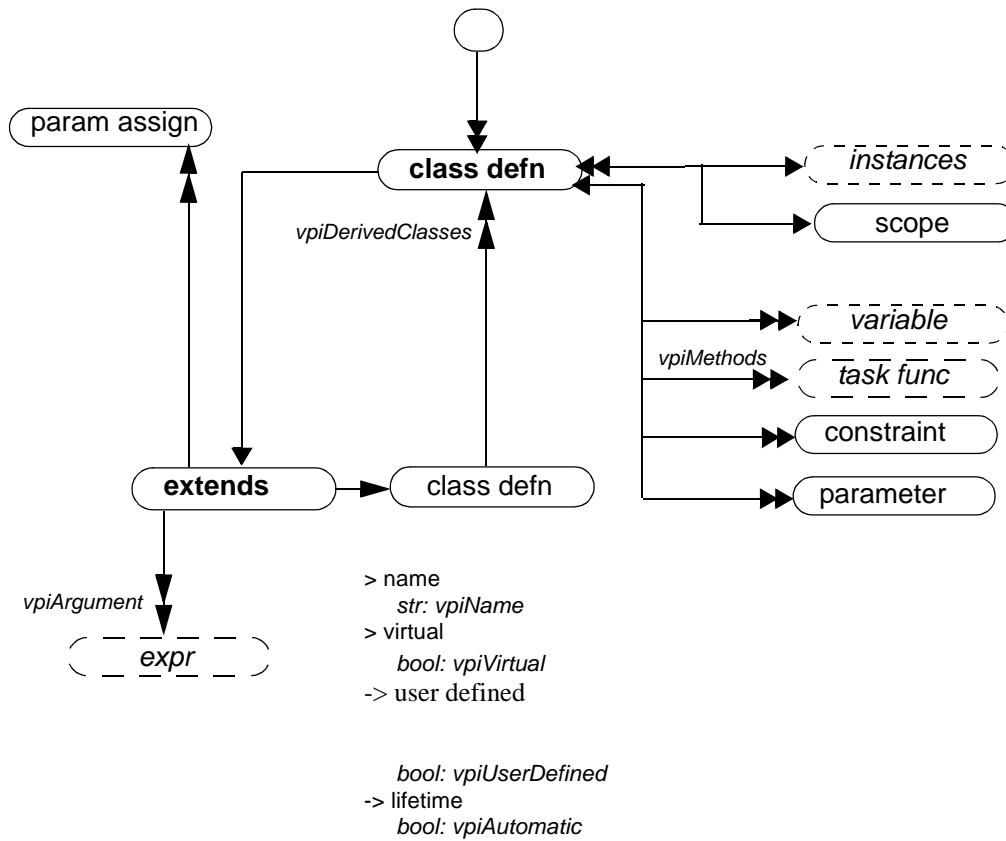 param assign
class defn
instances
scope
vpiDerivedClasses
variable
vpiMethods
task func
constraint
extends
class defn
parameter
vpiArgument
expr
> name
str: vpiName
> virtual
bool: vpiVirtual
-> user defined
bool: vpiUserDefined
-> lifetime
bool: vpiAutomatic